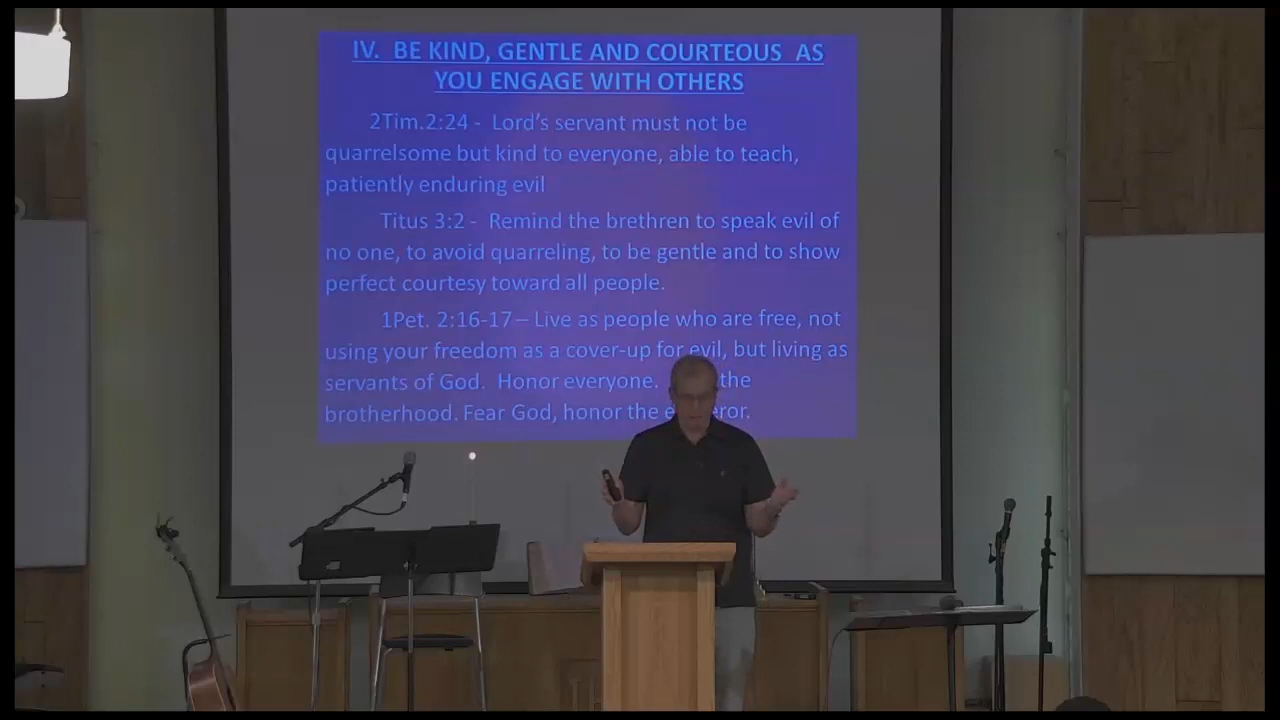 IV. BE KIND, GENTLE AND COURTEOUS AS
YOU ENGAGE WITH OTHERS
2Tim.2:24 - Lord's servant must not be
quarrelsome but kind to everyone, able to teach,
patiently enduring evil
Titus 3:2 - Remind the brethren to speak evil of
no one, to avoid quarreling, to be gentle and to show
perfect courtesy toward all people.
1Pet. 2:16-17 – Live as people who are free, not
using your freedom as a cover-up for evil, but living as
servants of God. Honor everyone. the
brotherhood. Fear God, honor the